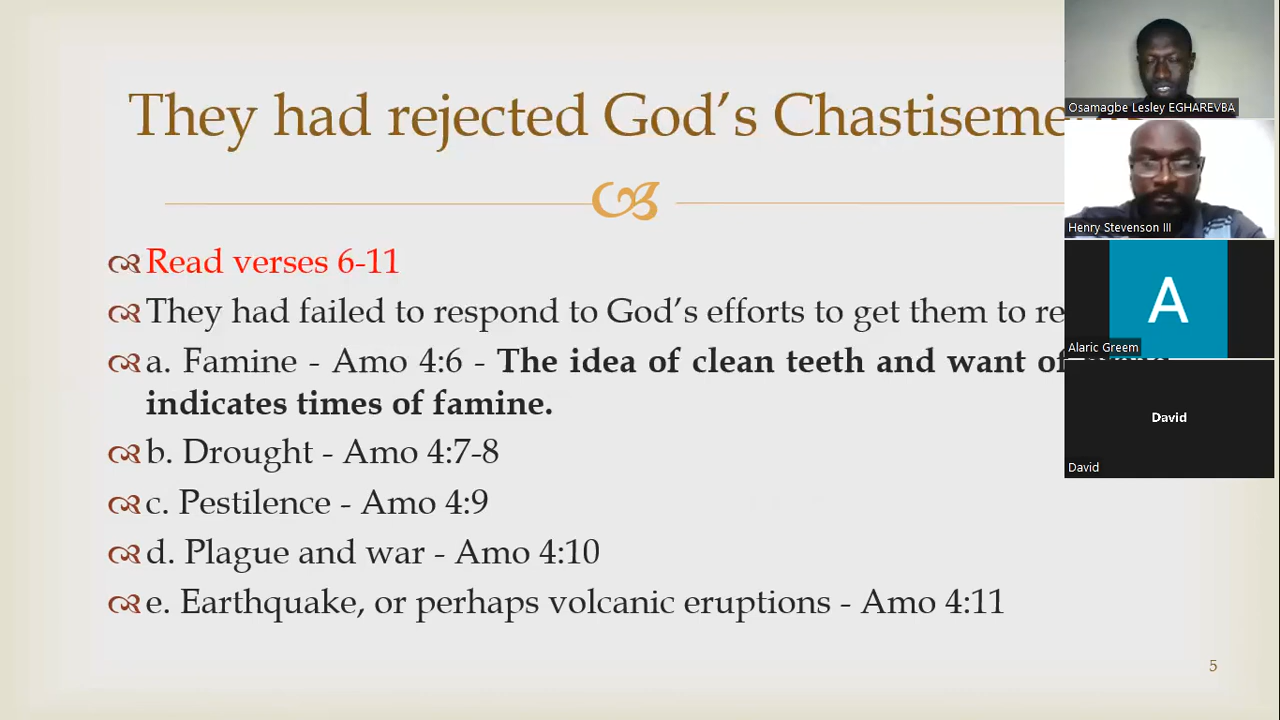 They had rejected God's
Read verses 6-11
They had failed to respond to God's efforts to get them to
a. Famine - Amo 4:6 - The idea of clean teeth and want of
indicates times of famine.
b. Drought - Amo 4:7-8
c. Pestilence - Amo 4:9
d. Plague and war - Amo 4:10
e. Earthquake, or perhaps volcanic eruptions - Amo 4:11
5
Osamagbe Lesley EGHAREVBA
Henry Stevenson III
A
Alaric Greem
David
David